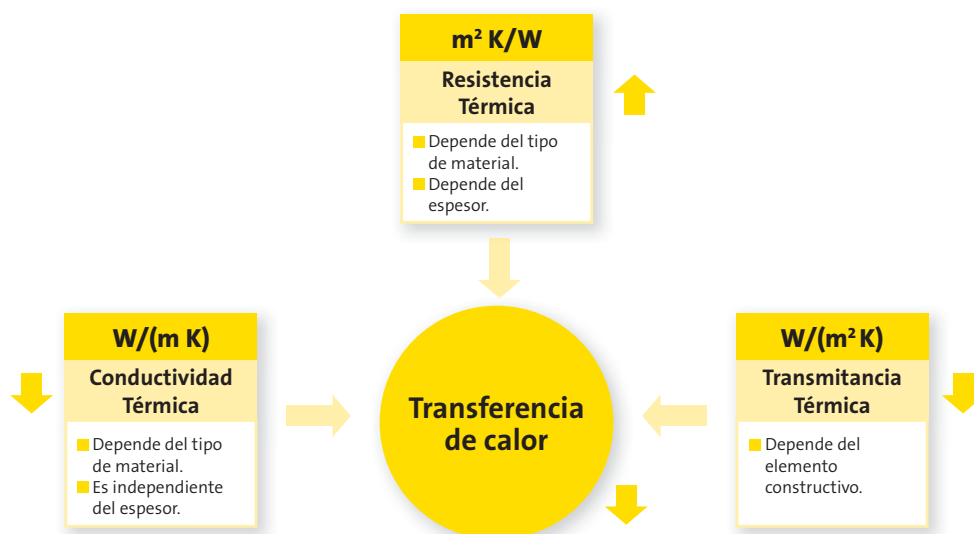 m² K/W
Resistencia
Térmica
Depende del tipo
de material.
Depende del
espesor.
W/(m K)
Conductividad
Térmica
Depende del tipo
de material.
Es independiente
del espesor.
Transferencia
de calor
W/(m² K)
Transmitancia
Térmica
Depende del
elemento
constructivo.